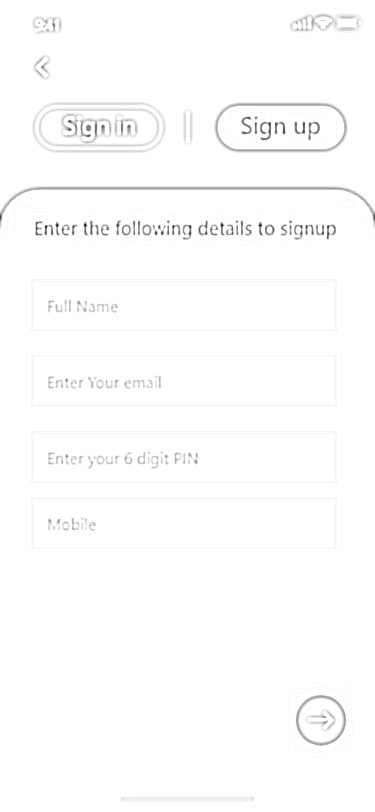 9:41
Sign in | Sign up
Enter the following details to signup
Full Name
Enter Your email
Enter your 6 digit PIN
Mobile